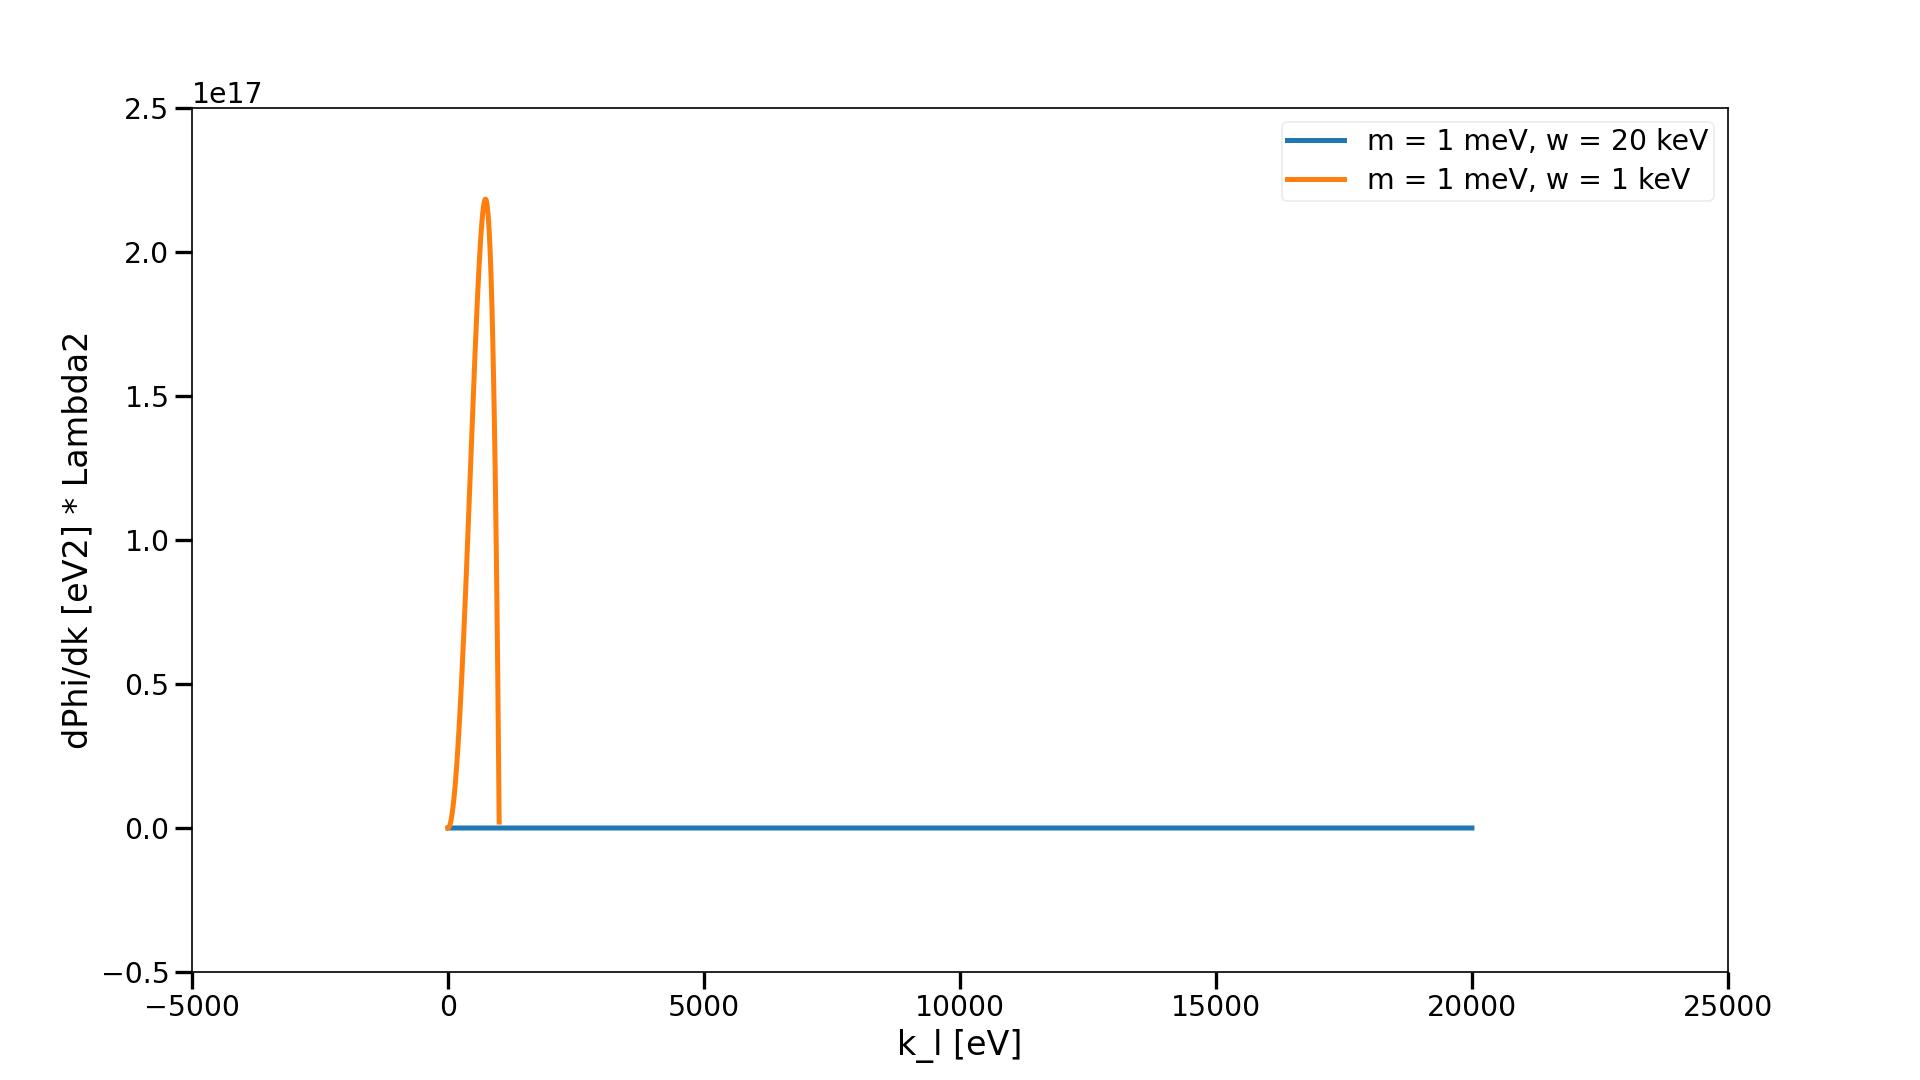 1e17
2.5
2.0
1.5
1.0
0.5
0.0
−0.5
dPhi/dk [eV2] * Lambda2
m = 1 meV, w = 20 keV
m = 1 meV, w = 1 keV
−5000 0 5000 10000 15000 20000 25000
k_l [eV]